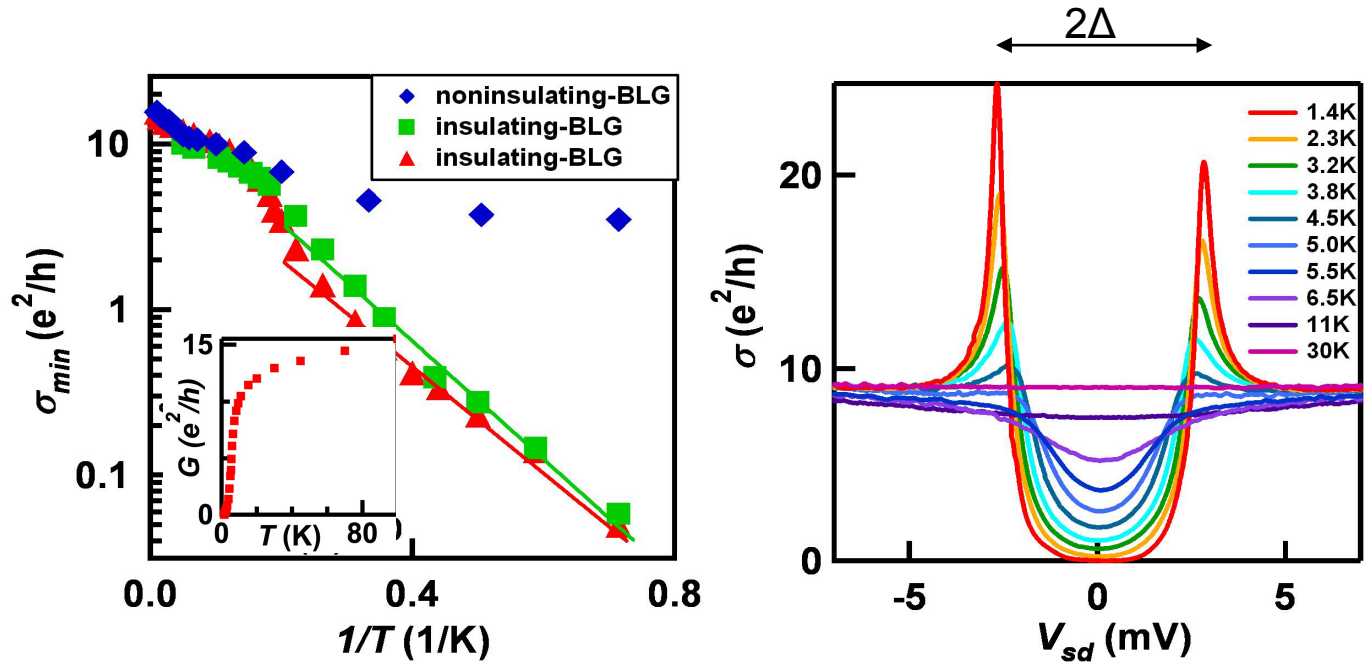 2Δ
noninsulating-BLG
insulating-BLG
insulating-BLG
σmin (e²/h)
10
1
0.1
0.0
0.4
0.8
1/T (1/K)
G (e²/h)
15
0
0
80
T (K)
σ (e²/h)
20
10
0
-5
0
5
Vsd (mV)
1.4K
2.3K
3.2K
3.8K
4.5K
5.0K
5.5K
6.5K
11K
30K